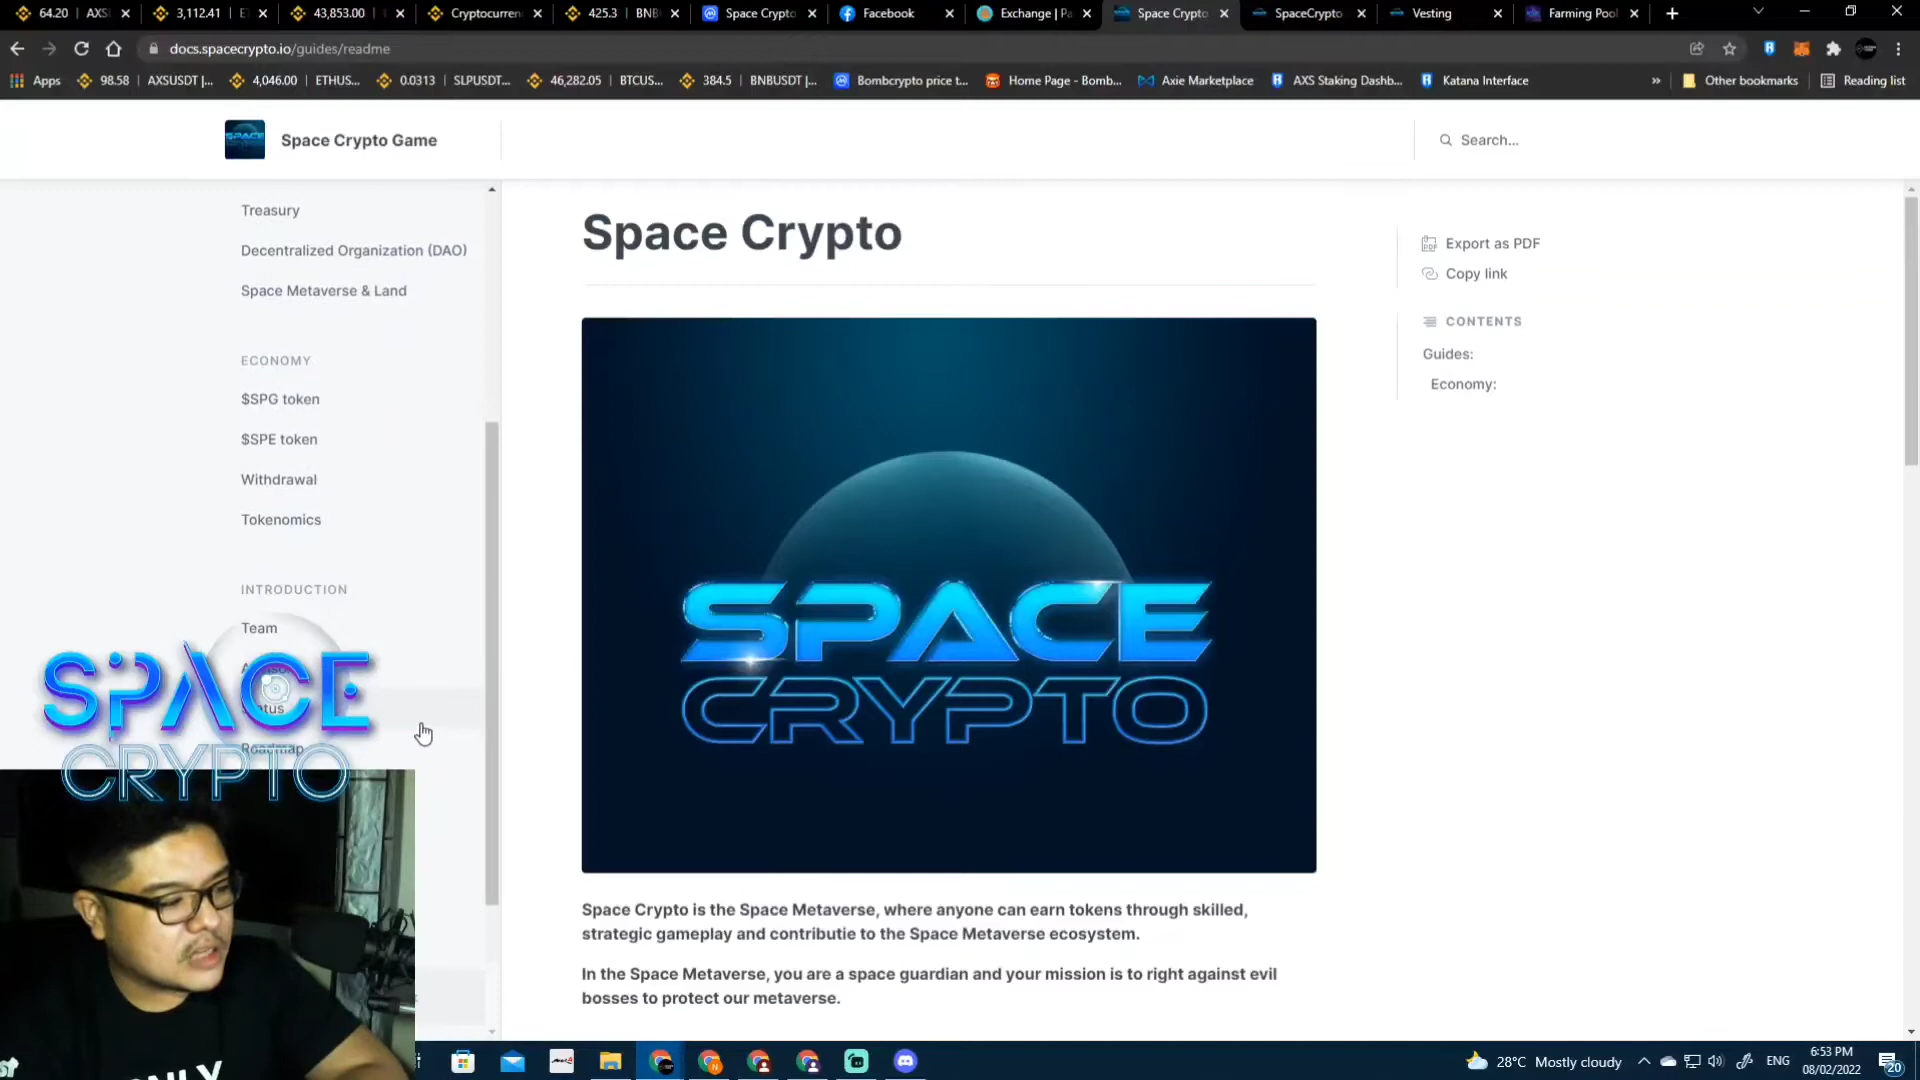 64.20 | AXS
3,112.41 | E
43,853.00 |
Cryptocurren
425.3 | BNB
Space Crypto
Facebook
Exchange | Pa
Space Crypto
SpaceCrypto
Vesting
Farming Pool
docs.spacecrypto.io/guides/readme
Apps
98.58 | AXSUSDT |...
4,046.00 | ETHUS...
0.0313 | SLPUSDT...
46,282.05 | BTCUS...
384.5 | BNBUSDT |...
Bombcrypto price t...
Home Page - Bomb...
Axie Marketplace
AXS Staking Dashb...
Katana Interface
»
Other bookmarks
Reading list
Space Crypto Game
Search...
Treasury
Decentralized Organization (DAO)
Space Metaverse & Land
ECONOMY
$SPG token
$SPE token
Withdrawal
Tokenomics
INTRODUCTION
Team
Roadmap
SPACE
CRYPTO
Space Crypto
SPACE
CRYPTO
Space Crypto is the Space Metaverse, where anyone can earn tokens through skilled,
strategic gameplay and contributie to the Space Metaverse ecosystem.
In the Space Metaverse, you are a space guardian and your mission is to right against evil
bosses to protect our metaverse.
Export as PDF
Copy link
CONTENTS
Guides:
Economy:
28°C Mostly cloudy
ENG
6:53 PM
08/02/2022
20